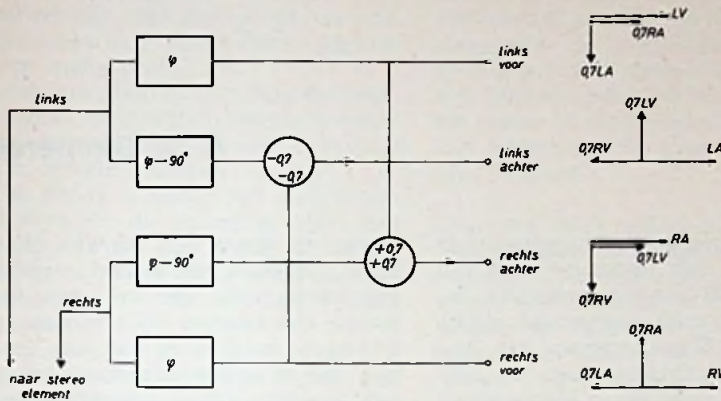 φ
links
voor
LV
0,7RA
0,7LA
links
φ—90°
—0,7
—0,7
links
achter
0,7LV
0,7RV
LA
φ—90°
+0,7
+0,7
rechts
achter
RA
0,7LV
0,7RV
rechts
φ
rechts
voor
0,7RA
0,7LA
RV
naar stereo
element